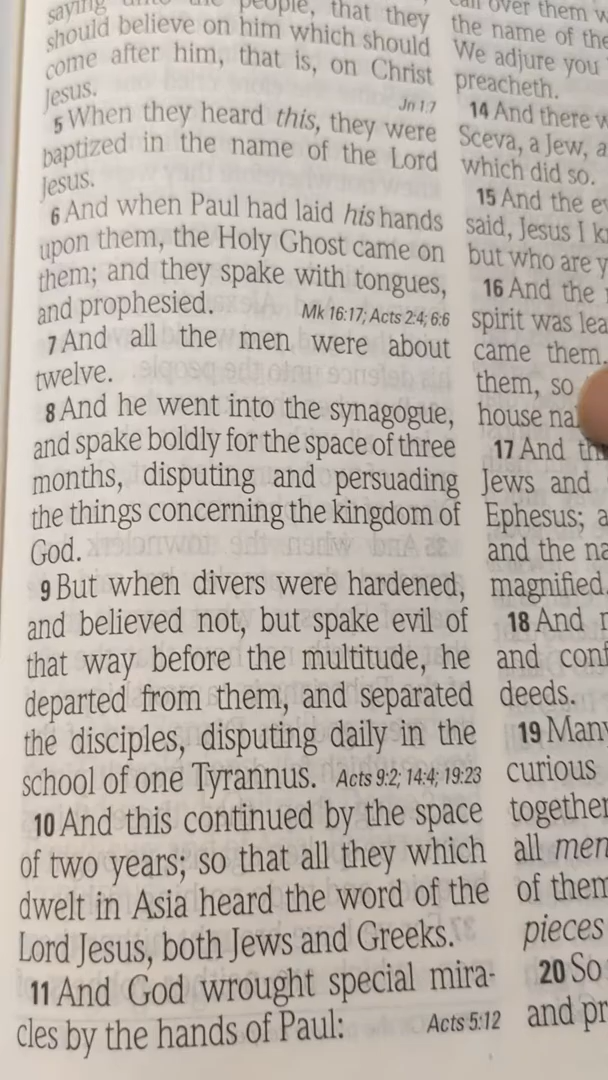 saying unto the people, that they
should believe on him which should
come after him, that is, on Christ
Jesus. Jn 1:7
5 When they heard this, they were
baptized in the name of the Lord
Jesus.
6 And when Paul had laid his hands
upon them, the Holy Ghost came on
them; and they spake with tongues,
and prophesied. Mk 16:17; Acts 2:4; 6:6
7 And all the men were about
twelve.
8 And he went into the synagogue,
and spake boldly for the space of three
months, disputing and persuading
the things concerning the kingdom of
God.
9 But when divers were hardened,
and believed not, but spake evil of
that way before the multitude, he
departed from them, and separated
the disciples, disputing daily in the
school of one Tyrannus. Acts 9:2; 14:4; 19:23
10 And this continued by the space
of two years; so that all they which
dwelt in Asia heard the word of the
Lord Jesus, both Jews and Greeks.
11 And God wrought special mira-
cles by the hands of Paul: Acts 5:12
call over them
the name of the
We adjure you
preacheth.
14 And there
Sceva, a Jew, a
which did so.
15 And the
said, Jesus I
but who are
16 And the
spirit was
came them.
them, so
house
17 And
Jews and
Ephesus; a
and the
magnified.
18 And
and
deeds.
19 Many
curious
together
all men
of them
pieces
20 So
and